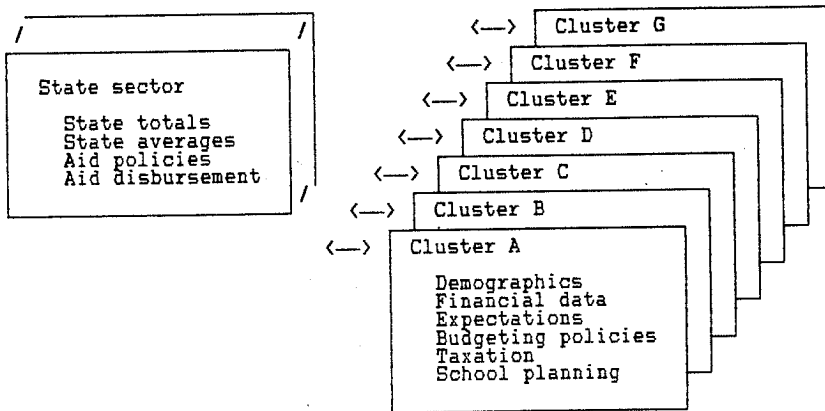 State sector
State totals
State averages
Aid policies
Aid disbursement
<—> Cluster G
<—> Cluster F
<—> Cluster E
<—> Cluster D
<—> Cluster C
<—> Cluster B
<—> Cluster A
Demographics
Financial data
Expectations
Budgeting policies
Taxation
School planning